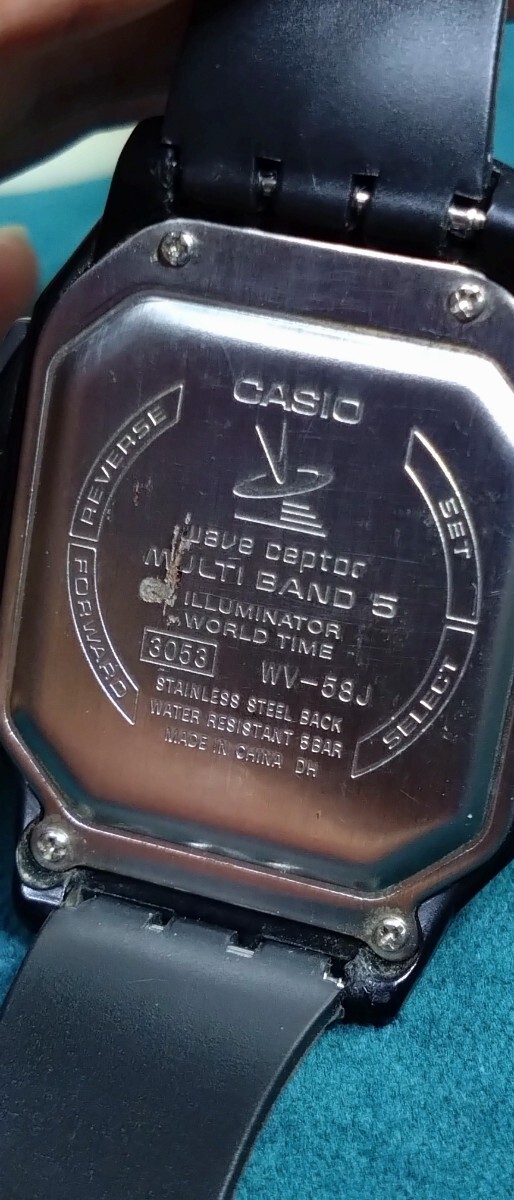 CASIO
wave ceptor
MULTI BAND 5
ILLUMINATOR
WORLD TIME
3053 WV-58J
STAINLESS STEEL BACK
WATER RESISTANT 5BAR
MADE IN CHINA DH
REVERSE
FORWARD
SET
SELECT